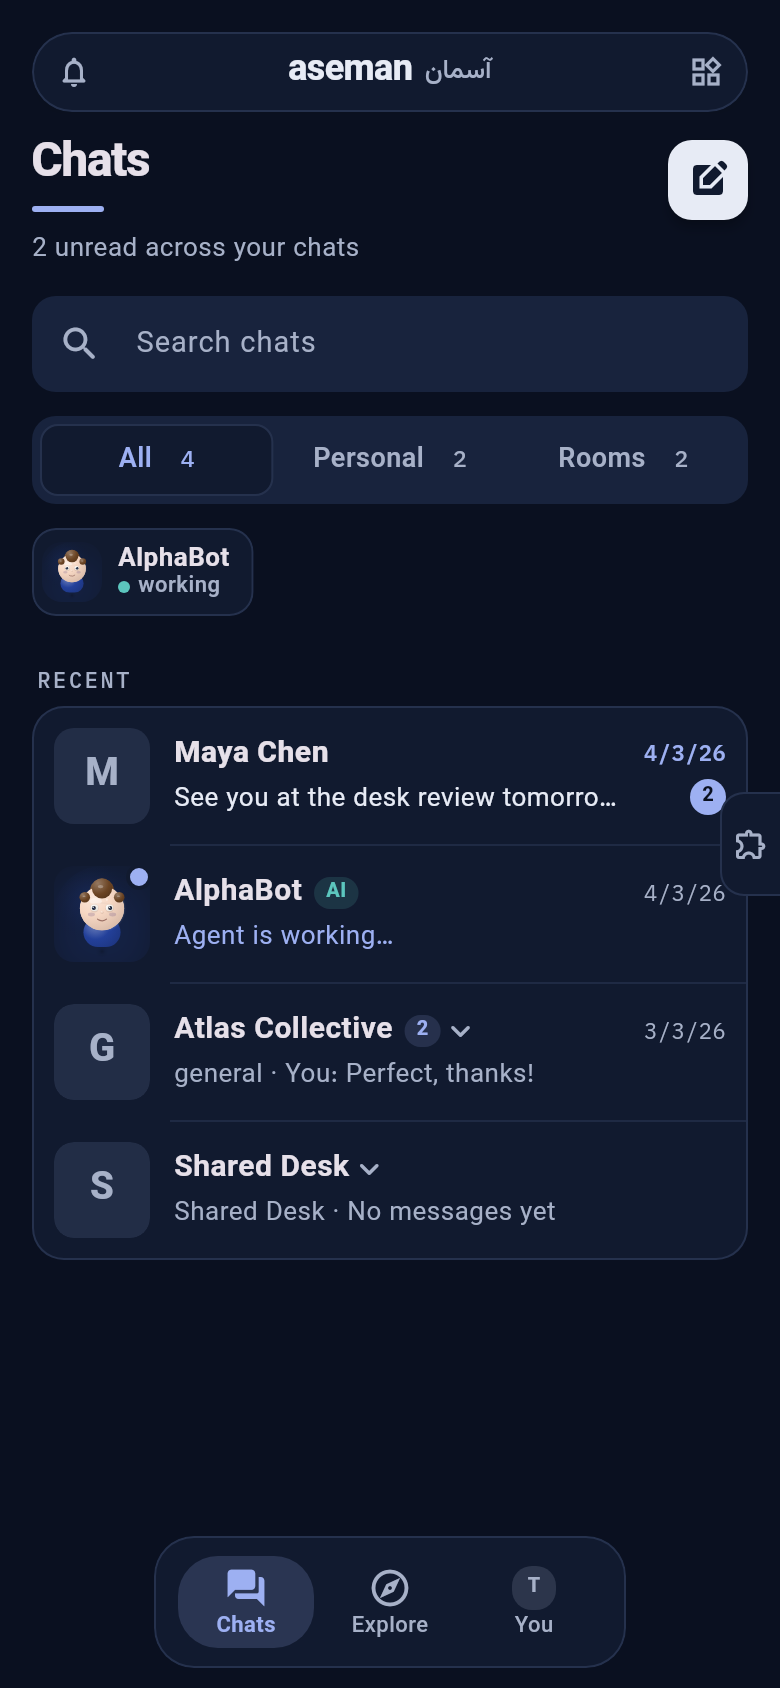 aseman آسمان
Chats
2 unread across your chats
Search chats
All 4 Personal 2 Rooms 2
AlphaBot
working
RECENT
M Maya Chen 4/3/26
See you at the desk review tomorro… 2
AlphaBot AI 4/3/26
Agent is working…
G Atlas Collective 2 3/3/26
general · You: Perfect, thanks!
S Shared Desk
Shared Desk · No messages yet
T
Chats Explore You